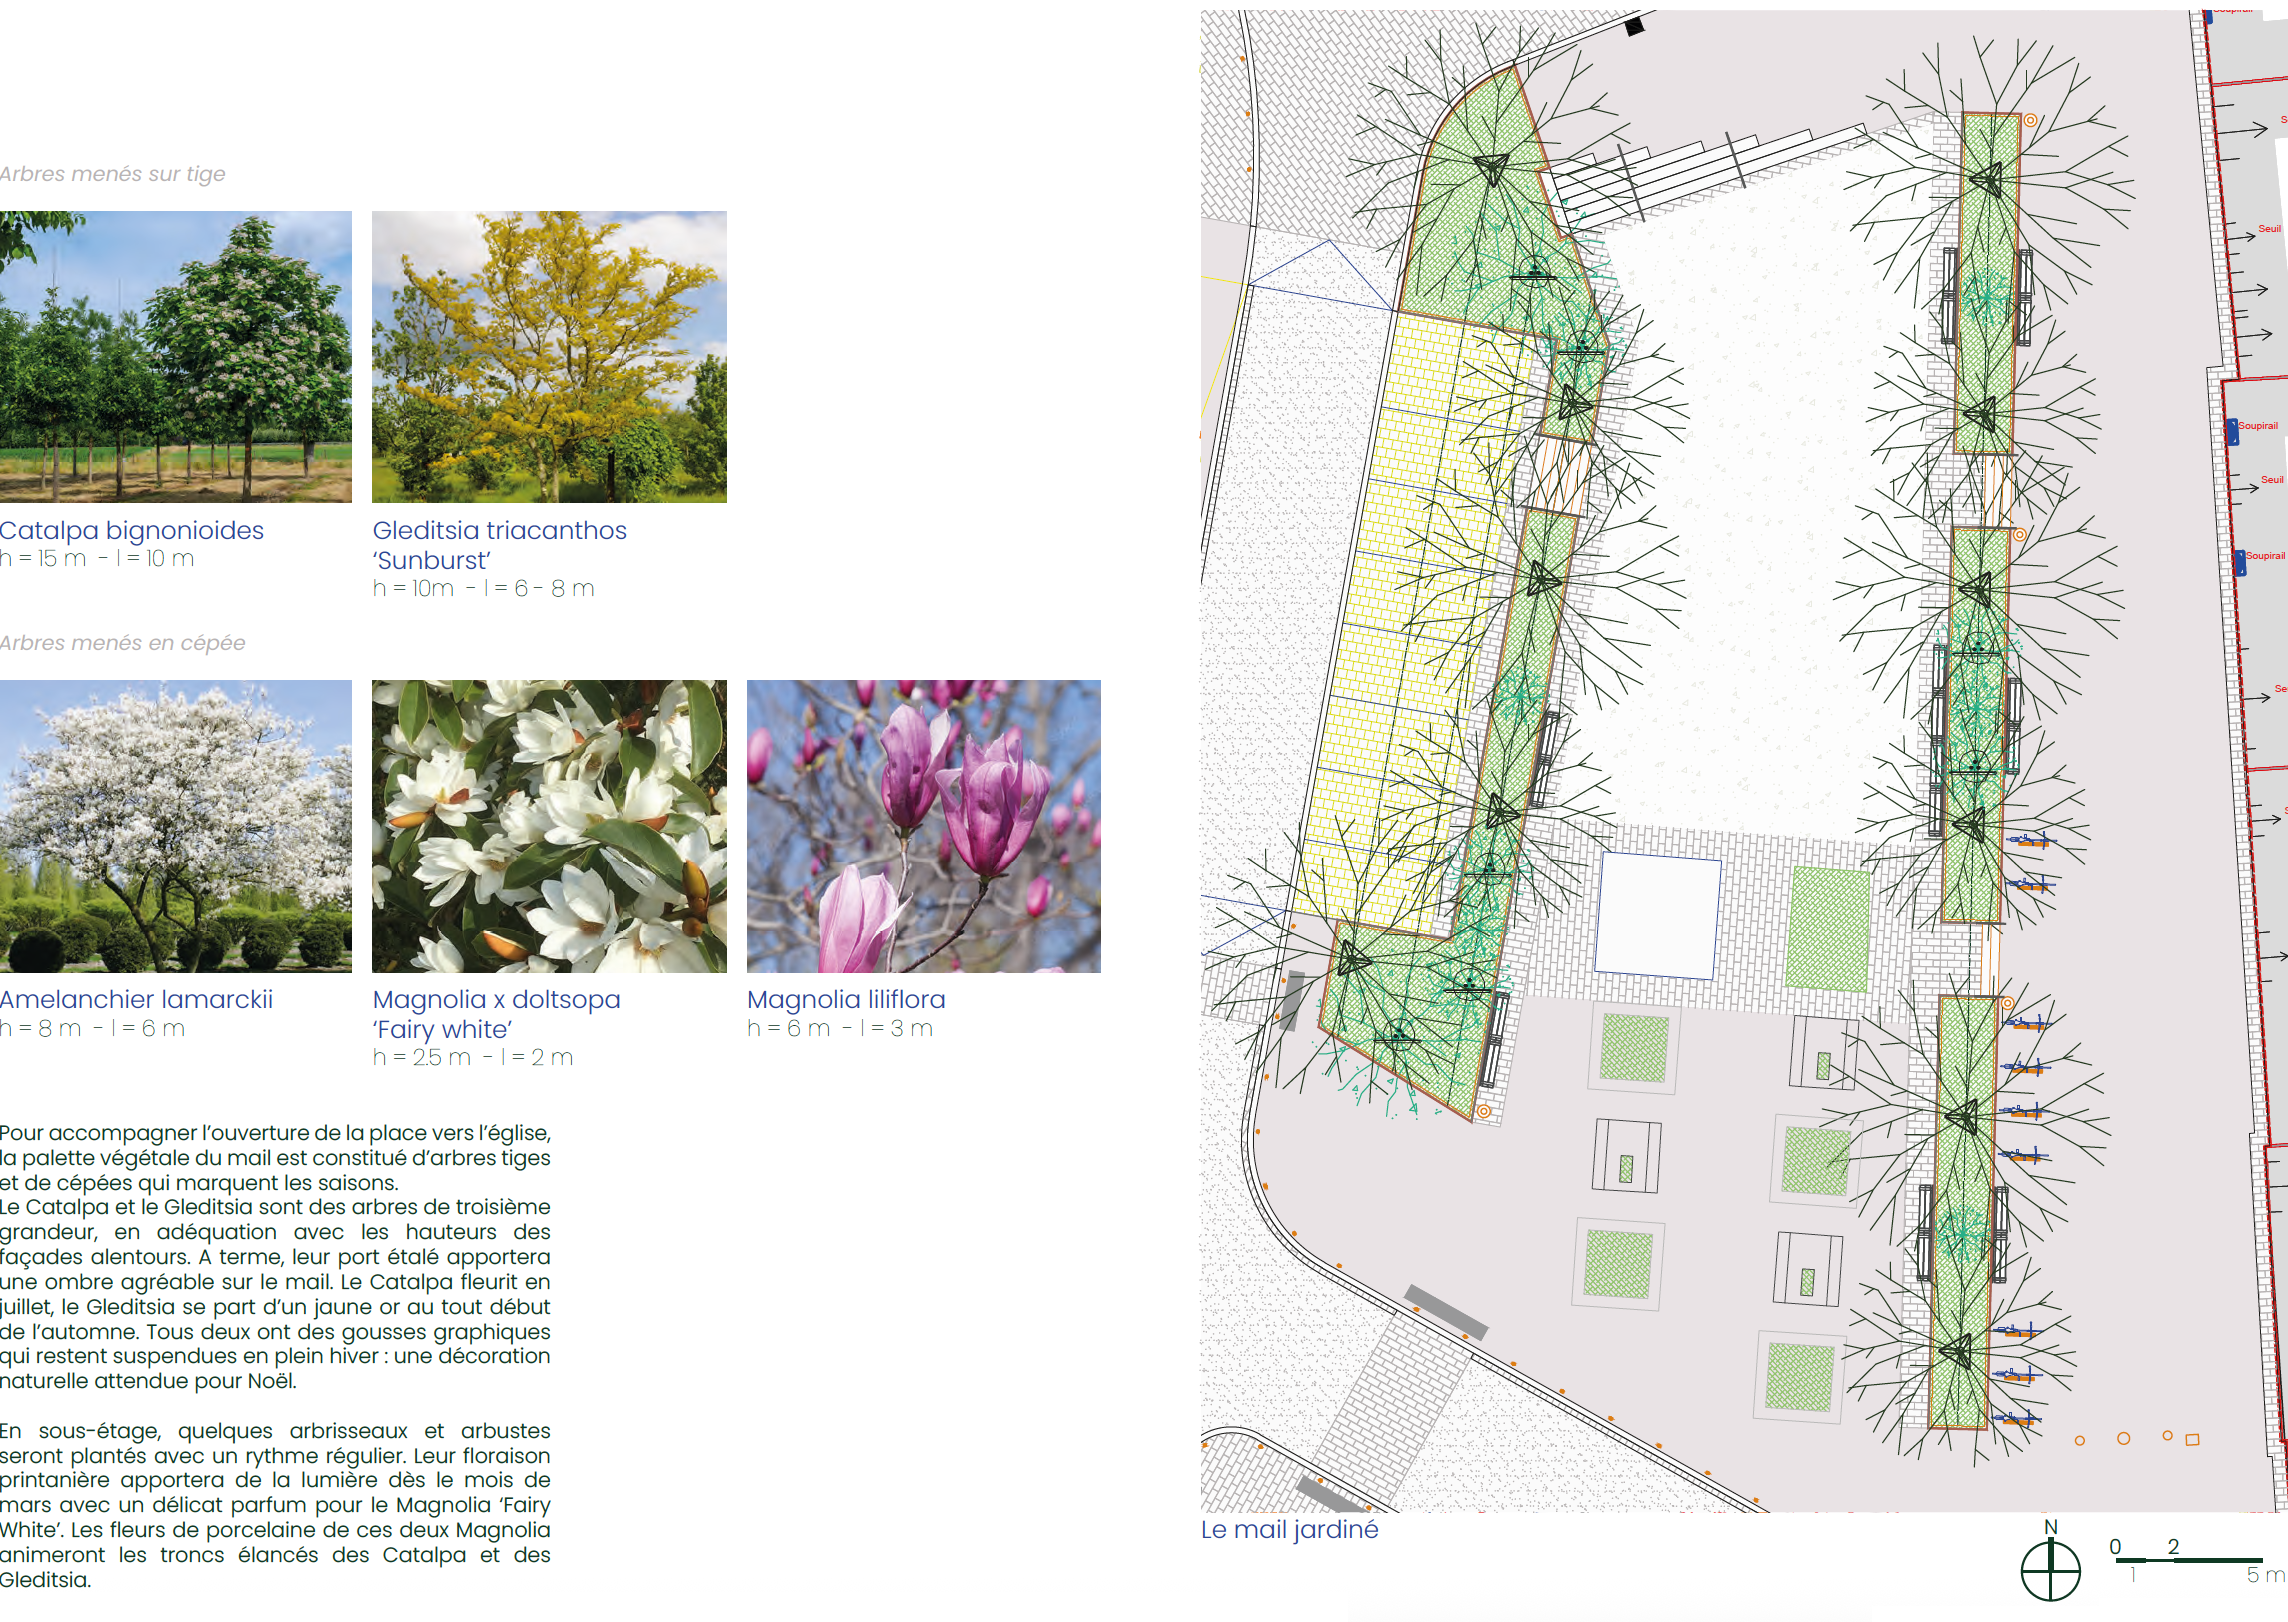 Arbres menés sur tige
Catalpa bignonioides
h = 15 m - l = 10 m
Gleditsia triacanthos
‘Sunburst’
h = 10m - l = 6 - 8 m
Arbres menés en cépée
Amelanchier lamarckii
h = 8 m - l = 6 m
Magnolia x doltsopa
‘Fairy white’
h = 2.5 m - l = 2 m
Magnolia liliflora
h = 6 m - l = 3 m
Pour accompagner l’ouverture de la place vers l’église,
la palette végétale du mail est constitué d’arbres tiges
et de cépées qui marquent les saisons.
Le Catalpa et le Gleditsia sont des arbres de troisième
grandeur, en adéquation avec les hauteurs des
façades alentours. A terme, leur port étalé apportera
une ombre agréable sur le mail. Le Catalpa fleurit en
juillet, le Gleditsia se part d’un jaune or au tout début
de l’automne. Tous deux ont des gousses graphiques
qui restent suspendues en plein hiver : une décoration
naturelle attendue pour Noël.
En sous-étage, quelques arbrisseaux et arbustes
seront plantés avec un rythme régulier. Leur floraison
printanière apportera de la lumière dès le mois de
mars avec un délicat parfum pour le Magnolia ‘Fairy
White’. Les fleurs de porcelaine de ces deux Magnolia
animeront les troncs élancés des Catalpa et des
Gleditsia.
Seuil
Soupirail
Seuil
Soupirail
Le mail jardiné
N
0 2
1 5 m